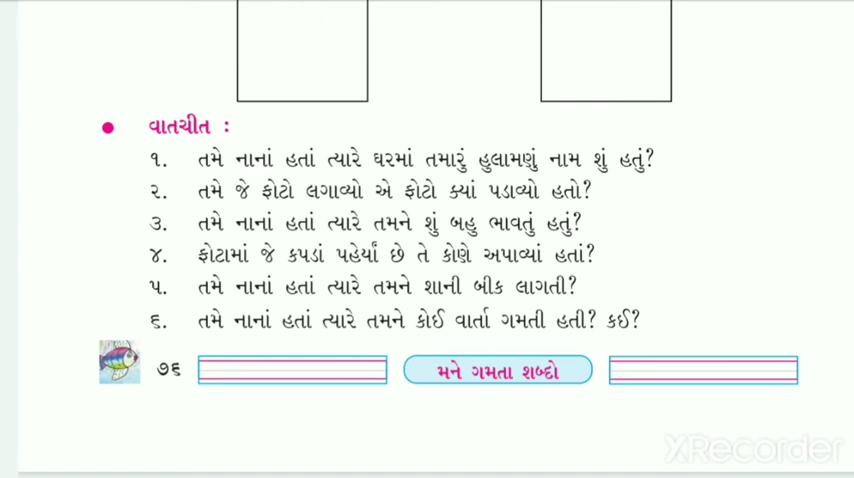 વાતચીત :
૧. તમે નાનાં હતાં ત્યારે ઘરમાં તમારું હુલામણું નામ શું હતું?
૨. તમે જે ફોટો લગાવ્યો એ ફોટો ક્યાં પડાવ્યો હતો?
૩. તમે નાનાં હતાં ત્યારે તમને શું બહુ ભાવતું હતું?
૪. ફોટામાં જે કપડાં પહેર્યાં છે તે કોણે અપાવ્યાં હતાં?
૫. તમે નાનાં હતાં ત્યારે તમને શાની બીક લાગતી?
૬. તમે નાનાં હતાં ત્યારે તમને કોઈ વાર્તા ગમતી હતી? કઈ?
૭૬ મને ગમતા શબ્દો
XRecorder